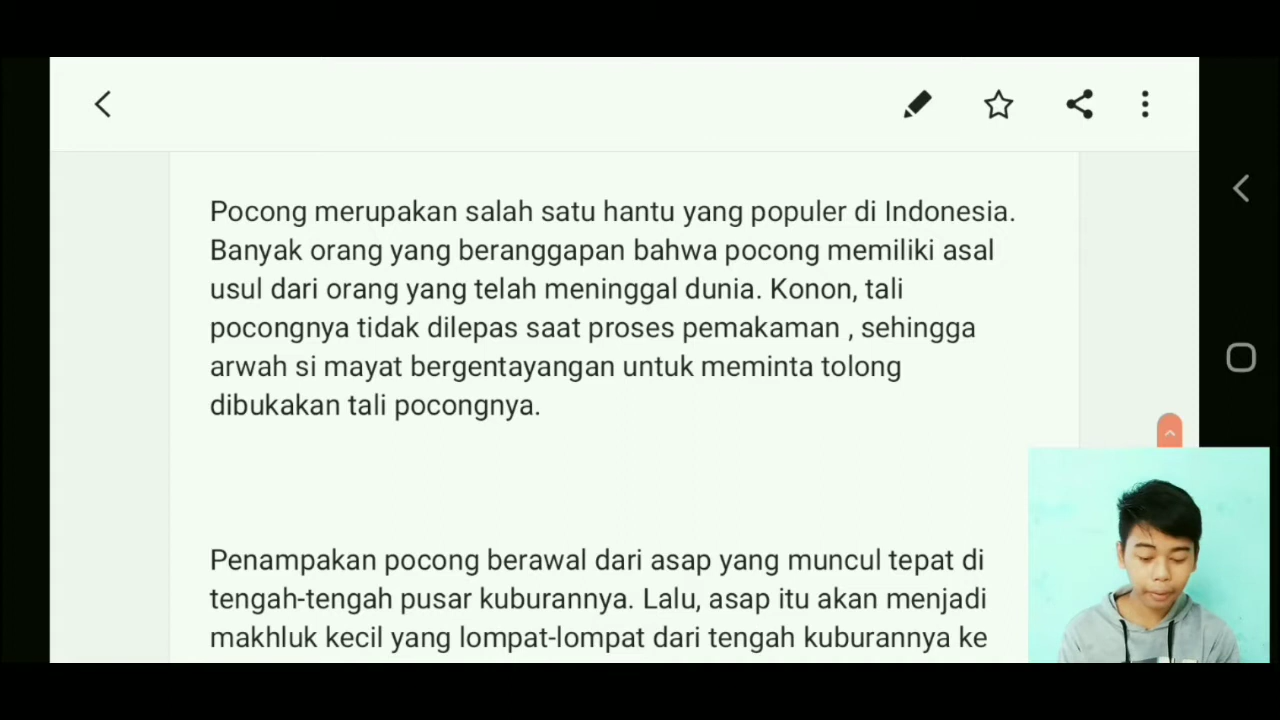 Pocong merupakan salah satu hantu yang populer di Indonesia.
Banyak orang yang beranggapan bahwa pocong memiliki asal
usul dari orang yang telah meninggal dunia. Konon, tali
pocongnya tidak dilepas saat proses pemakaman , sehingga
arwah si mayat bergentayangan untuk meminta tolong
dibukakan tali pocongnya.
Penampakan pocong berawal dari asap yang muncul tepat di
tengah-tengah pusar kuburannya. Lalu, asap itu akan menjadi
makhluk kecil yang lompat-lompat dari tengah kuburannya ke